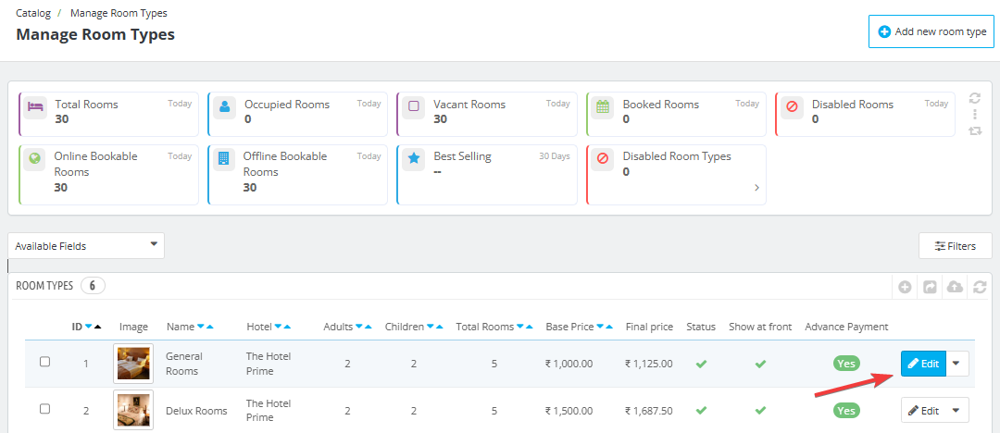 Catalog / Manage Room Types
Manage Room Types
Add new room type
Total Rooms Today
30
Occupied Rooms Today
0
Vacant Rooms Today
30
Booked Rooms Today
0
Disabled Rooms Today
0
Online Bookable Today
Rooms
30
Offline Bookable Today
Rooms
30
Best Selling 30 Days
--
Disabled Room Types
0
Available Fields
Filters
ROOM TYPES 6
ID Image Name Hotel Adults Children Total Rooms Base Price Final price Status Show at front Advance Payment
1 General Rooms The Hotel Prime 2 2 5 ₹ 1,000.00 ₹ 1,125.00 Yes Edit
2 Delux Rooms The Hotel Prime 2 2 5 ₹ 1,500.00 ₹ 1,687.50 Yes Edit